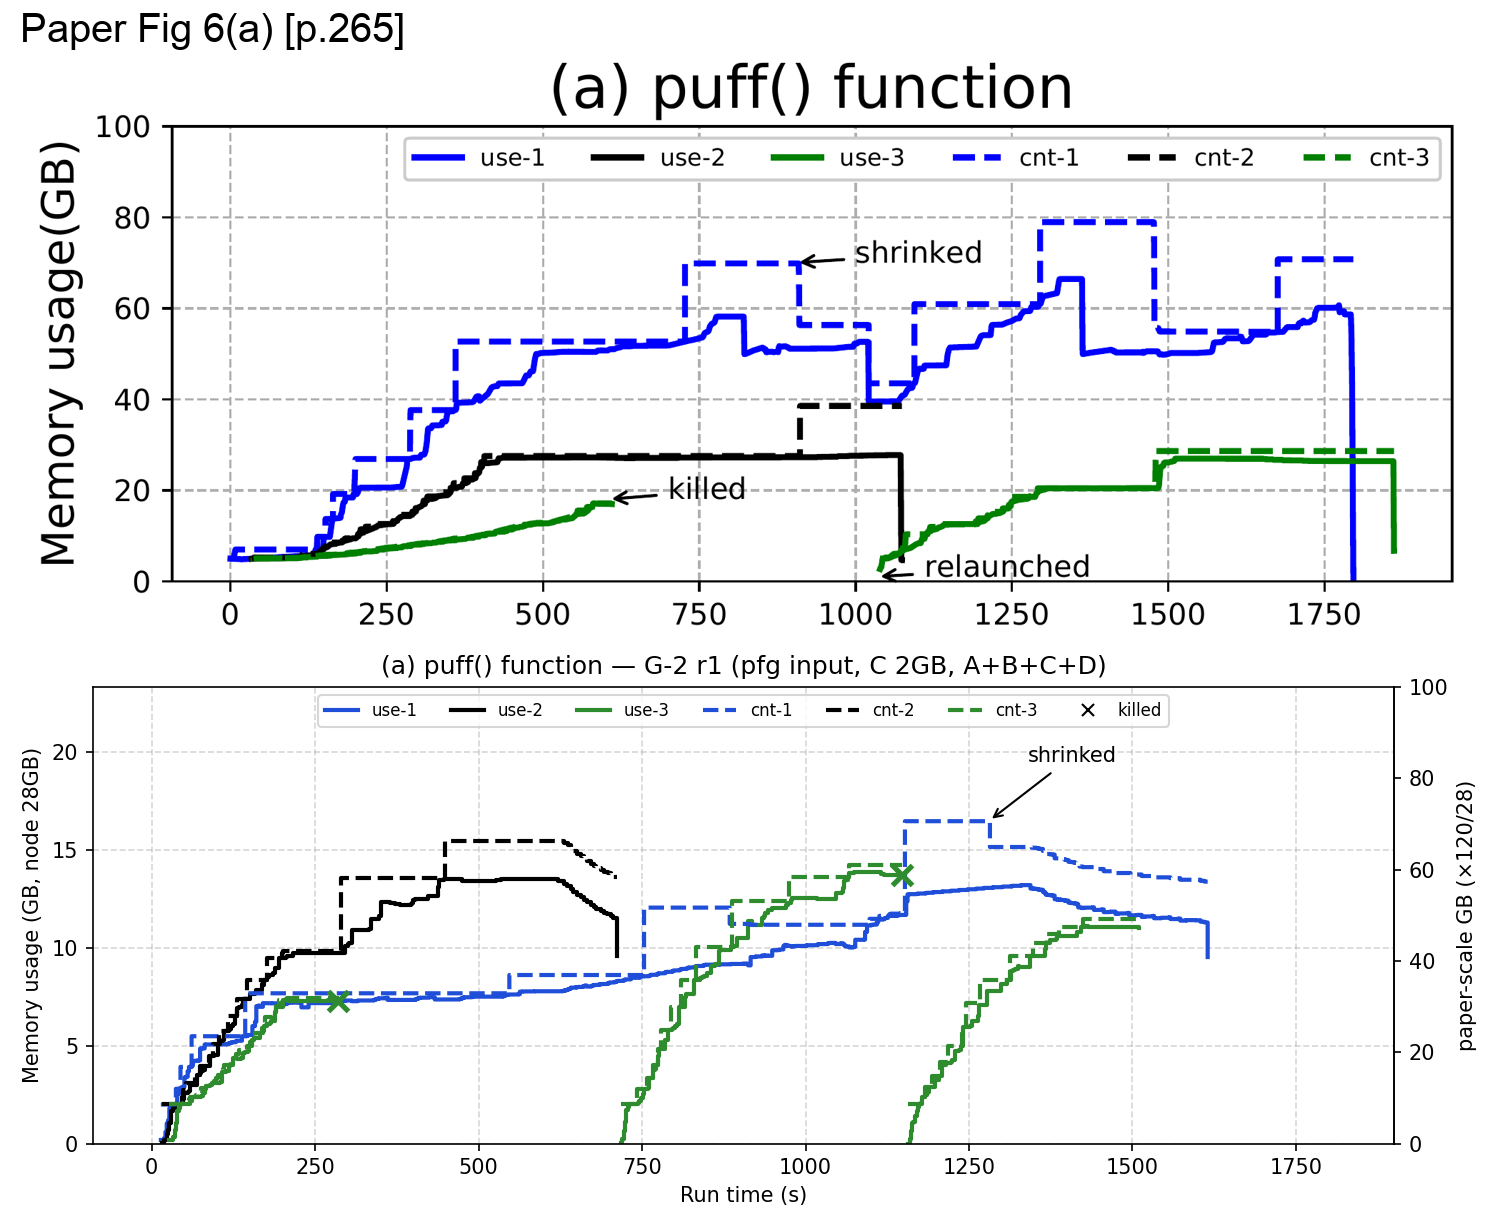 Paper Fig 6(a) [p.265]
(a) puff() function
Memory usage(GB)
100
80
60
40
20
0
use-1 use-2 use-3 cnt-1 cnt-2 cnt-3
shrinked
killed
relaunched
0 250 500 750 1000 1250 1500 1750
(a) puff() function — G-2 r1 (pfg input, C 2GB, A+B+C+D)
use-1 use-2 use-3 cnt-1 cnt-2 cnt-3 killed
shrinked
Memory usage (GB, node 28GB)
20
15
10
5
0
100
80
60
40
20
0
paper-scale GB (×120/28)
0 250 500 750 1000 1250 1500 1750
Run time (s)